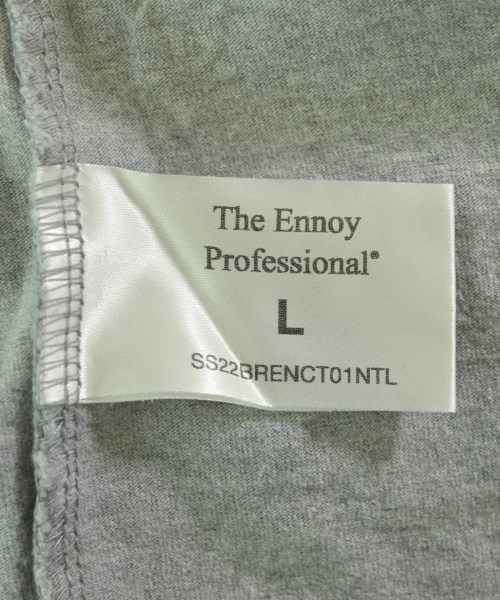 The Ennoy
Professional®
L
SS22BRENCT01NTL